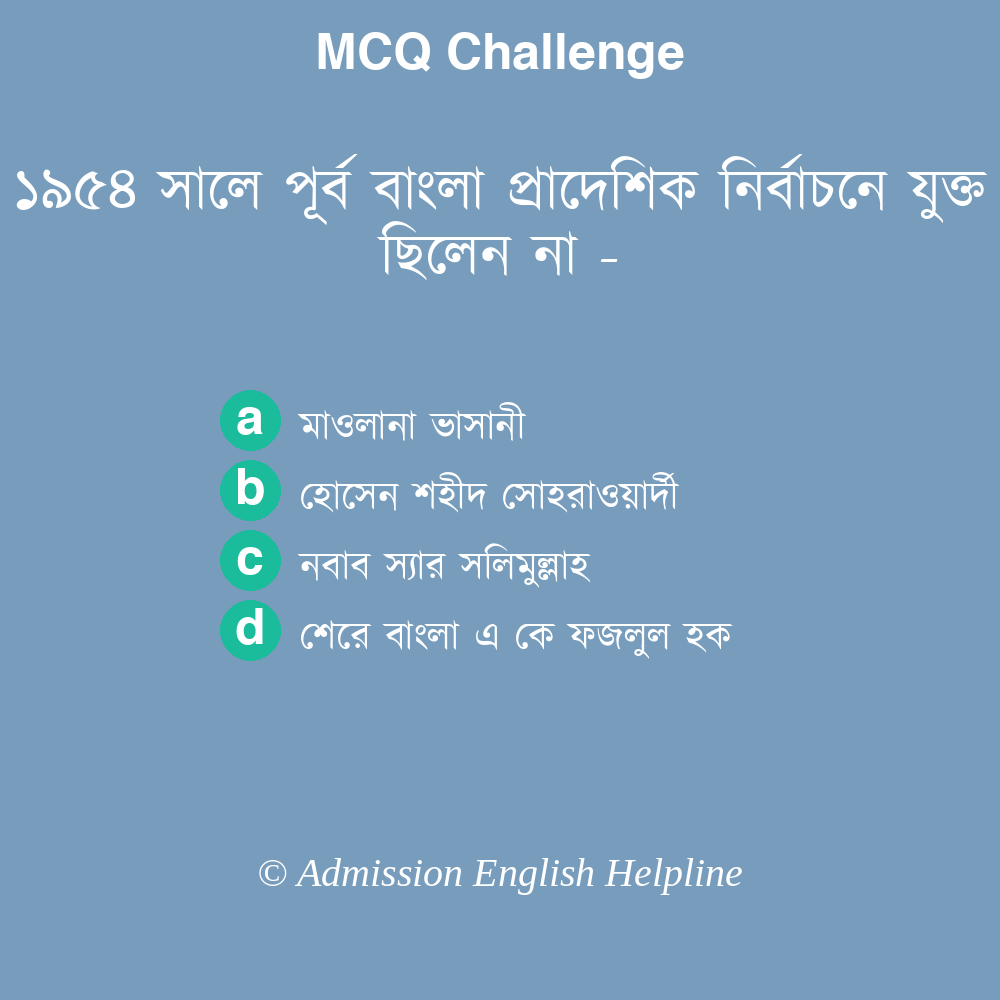 MCQ Challenge
১৯৫৪ সালে পূর্ব বাংলা প্রাদেশিক নির্বাচনে যুক্ত
ছিলেন না -
a মাওলানা ভাসানী
b হোসেন শহীদ সোহরাওয়ার্দী
c নবাব স্যার সলিমুল্লাহ
d শেরে বাংলা এ কে ফজলুল হক
© Admission English Helpline